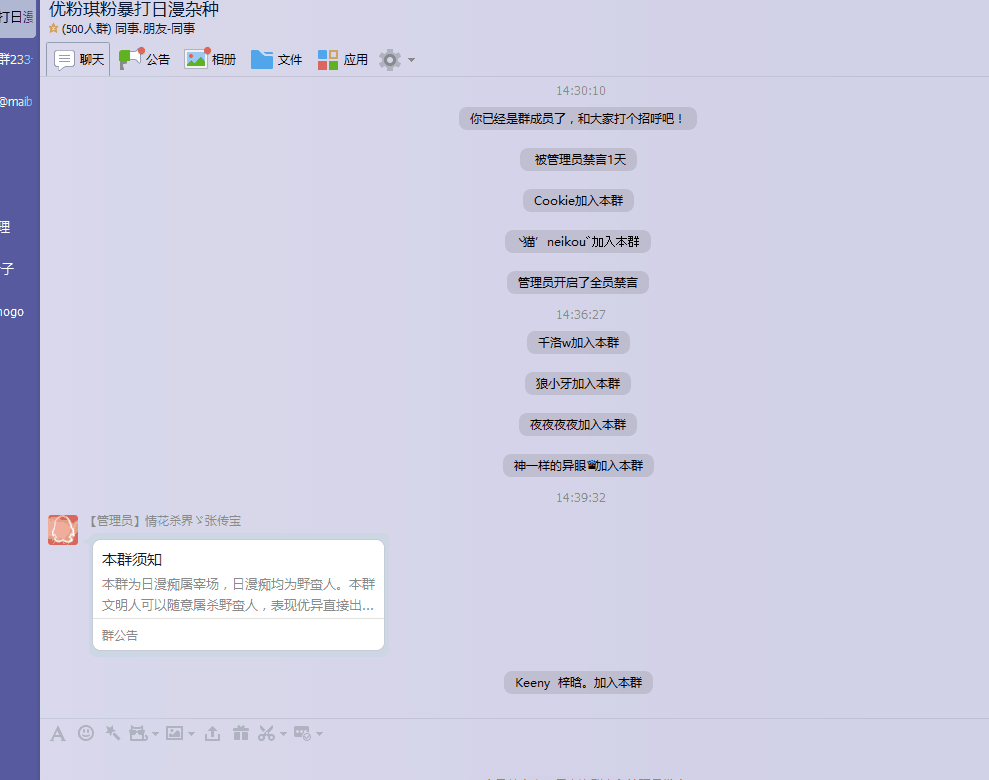 优粉琪粉暴打日漫杂种
(500人群) 同事.朋友-同事
打日漫
群233
@maib
理
子
nogo
聊天 公告 相册 文件 应用
14:30:10
你已经是群成员了，和大家打个招呼吧！
被管理员禁言1天
Cookie加入本群
丶猫′ neikouˇ加入本群
管理员开启了全员禁言
14:36:27
千洛w加入本群
狼小牙加入本群
夜夜夜夜加入本群
神一样的异眼加入本群
14:39:32
【管理员】情花杀界ゞ张传宝
本群须知
本群为日漫痴屠宰场，日漫痴均为野蛮人。本群
文明人可以随意屠杀野蛮人，表现优异直接出...
群公告
Keeny 梓晗。加入本群